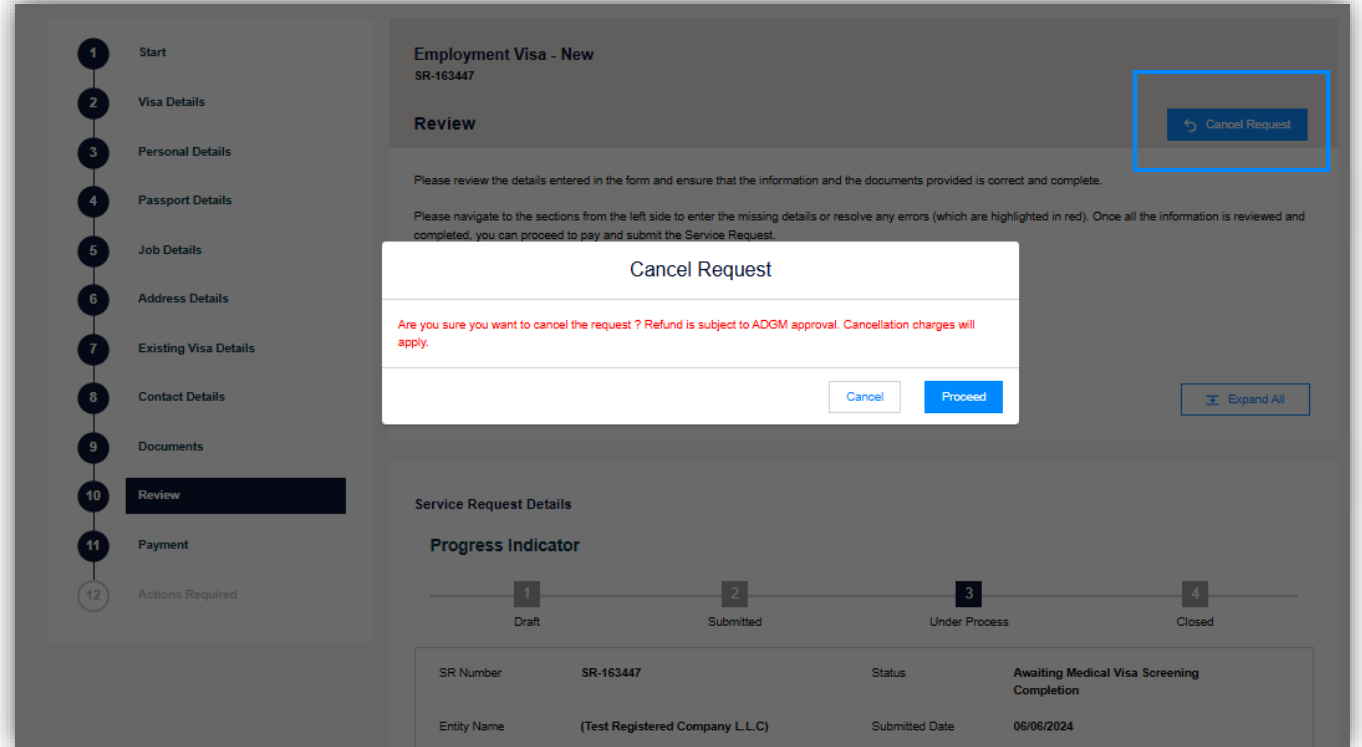 1 Start
2 Visa Details
3 Personal Details
4 Passport Details
5 Job Details
6 Address Details
7 Existing Visa Details
8 Contact Details
9 Documents
10 Review
11 Payment
12 Actions Required
Employment Visa - New
SR-163447
Review
Cancel Request
Please review the details entered in the form and ensure that the information and the documents provided is correct and complete.
Please navigate to the sections from the left side to enter the missing details or resolve any errors (which are highlighted in red). Once all the information is reviewed and
completed, you can proceed to pay and submit the Service Request.
Cancel Request
Are you sure you want to cancel the request ? Refund is subject to ADGM approval. Cancellation charges will
apply.
Cancel Proceed
Expand All
Service Request Details
Progress Indicator
1 2 3 4
Draft Submitted Under Process Closed
SR Number SR-163447 Status Awaiting Medical Visa Screening
Completion
Entity Name (Test Registered Company L.L.C) Submitted Date 06/06/2024